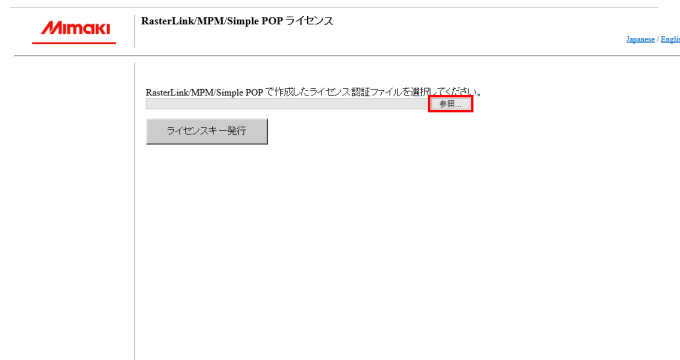 Mimaki
RasterLink/MPM/Simple POP ライセンス
Japanese / Englis
RasterLink/MPM/Simple POP で作成したライセンス認証ファイルを選択してください。
参照...
ライセンスキー発行